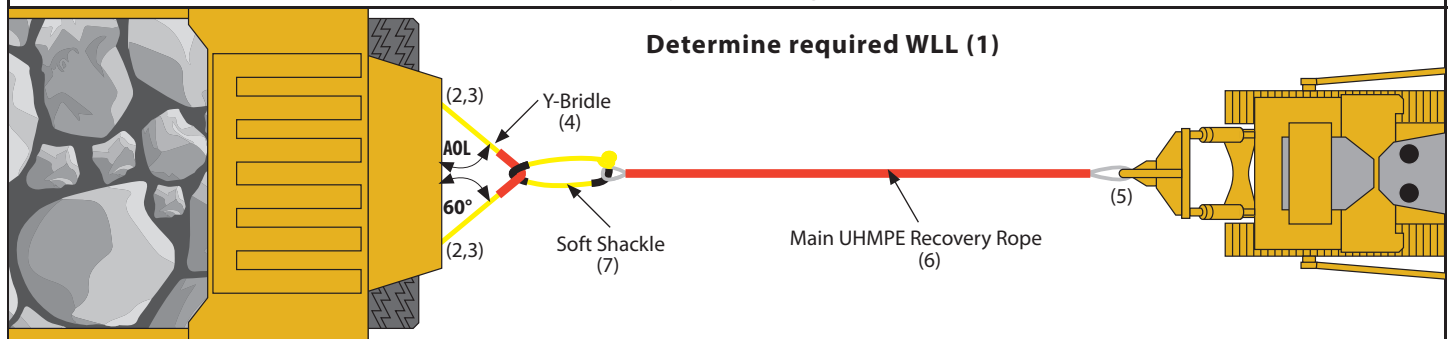 Determine required WLL (1)
(2,3)
Y-Bridle
(4)
AOL
60°
(2,3)
Soft Shackle
(7)
Main UHMPE Recovery Rope
(6)
(5)